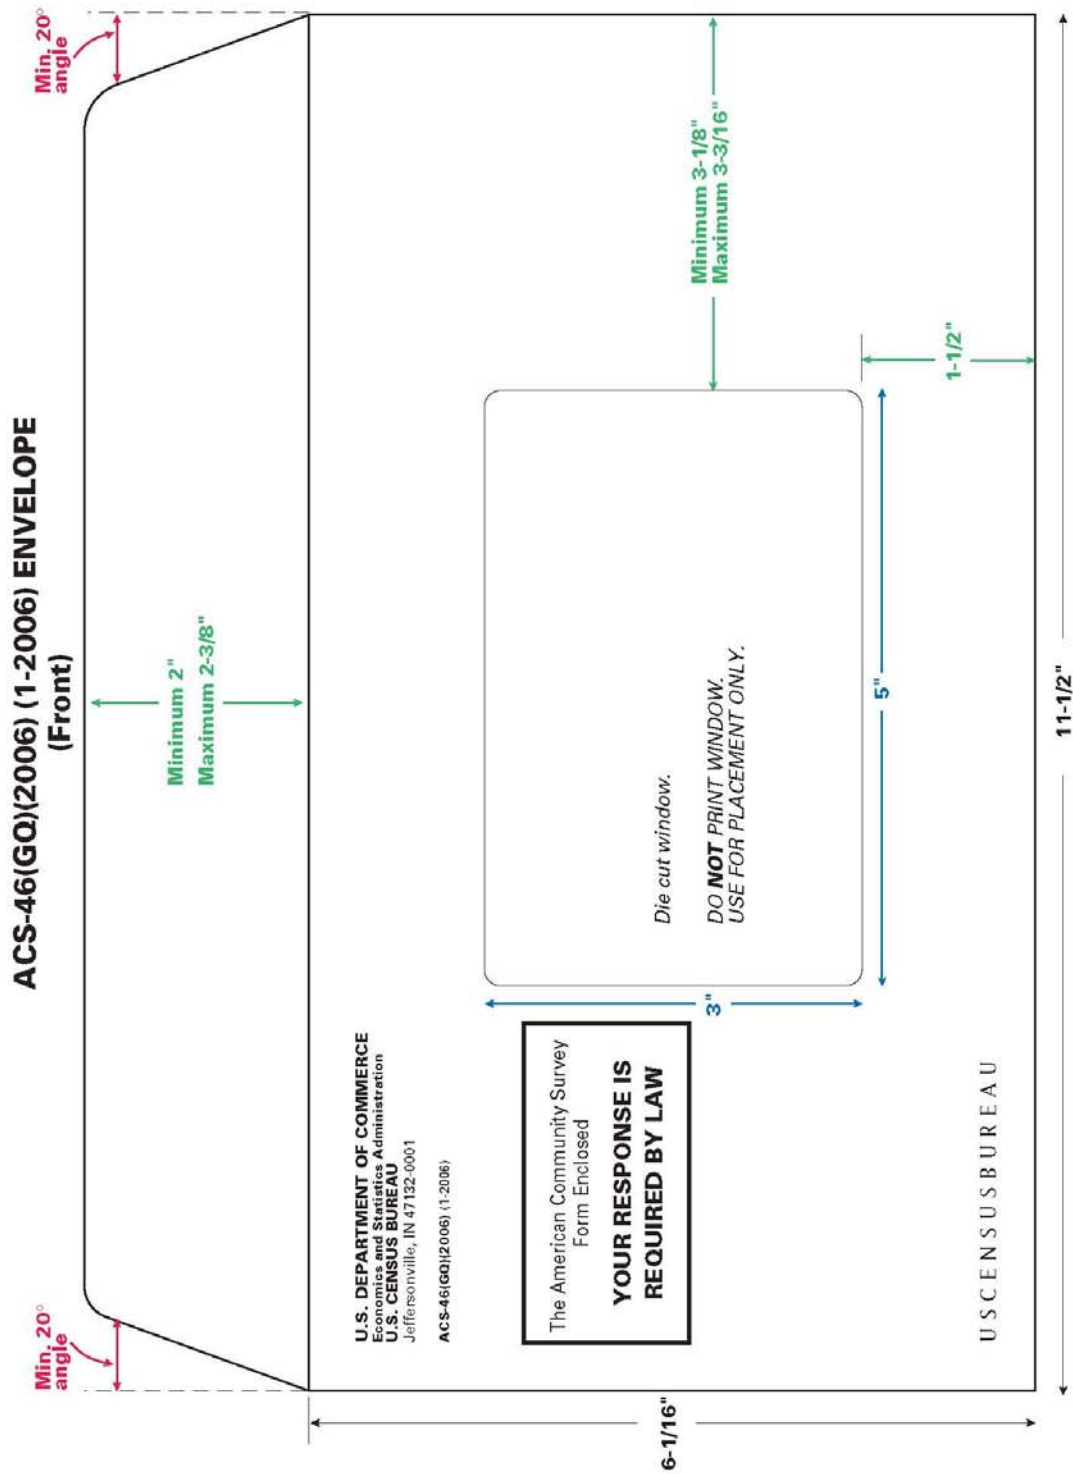 ACS-46(GQ)(2006) (1-2006) ENVELOPE
(Front)
Min. 20°
angle
Min. 20°
angle
Minimum 2"
Maximum 2-3/8"
U.S. DEPARTMENT OF COMMERCE
Economics and Statistics Administration
U.S. CENSUS BUREAU
Jeffersonville, IN 47132-0001
ACS-46(GQ)(2006) (1-2006)
The American Community Survey
Form Enclosed
YOUR RESPONSE IS
REQUIRED BY LAW
Die cut window.
DO NOT PRINT WINDOW.
USE FOR PLACEMENT ONLY.
3"
5"
Minimum 3-1/8"
Maximum 3-3/16"
1-1/2"
USCENSUSBUREAU
6-1/16"
11-1/2"